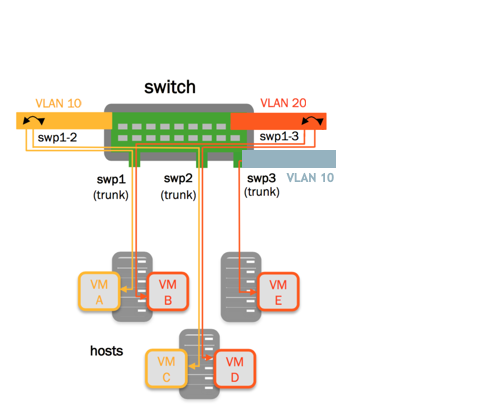 switch
VLAN 10
VLAN 20
swp1-2
swp1-3
swp1
(trunk)
swp2
(trunk)
swp3
(trunk)
VLAN 10
VM
A
VM
B
VM
E
hosts
VM
C
VM
D